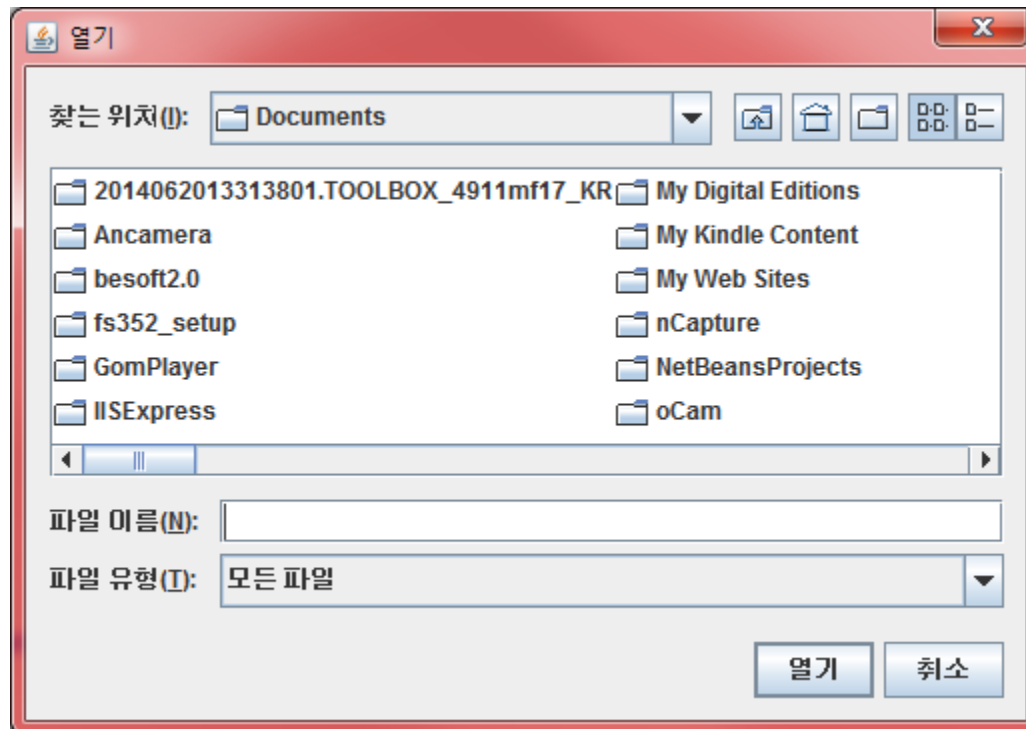 열기
찾는 위치(I): Documents
2014062013313801.TOOLBOX_4911mf17_KR
Ancamera
besoft2.0
fs352_setup
GomPlayer
IISExpress
My Digital Editions
My Kindle Content
My Web Sites
nCapture
NetBeansProjects
oCam
파일 이름(N):
파일 유형(T): 모든 파일
열기 취소